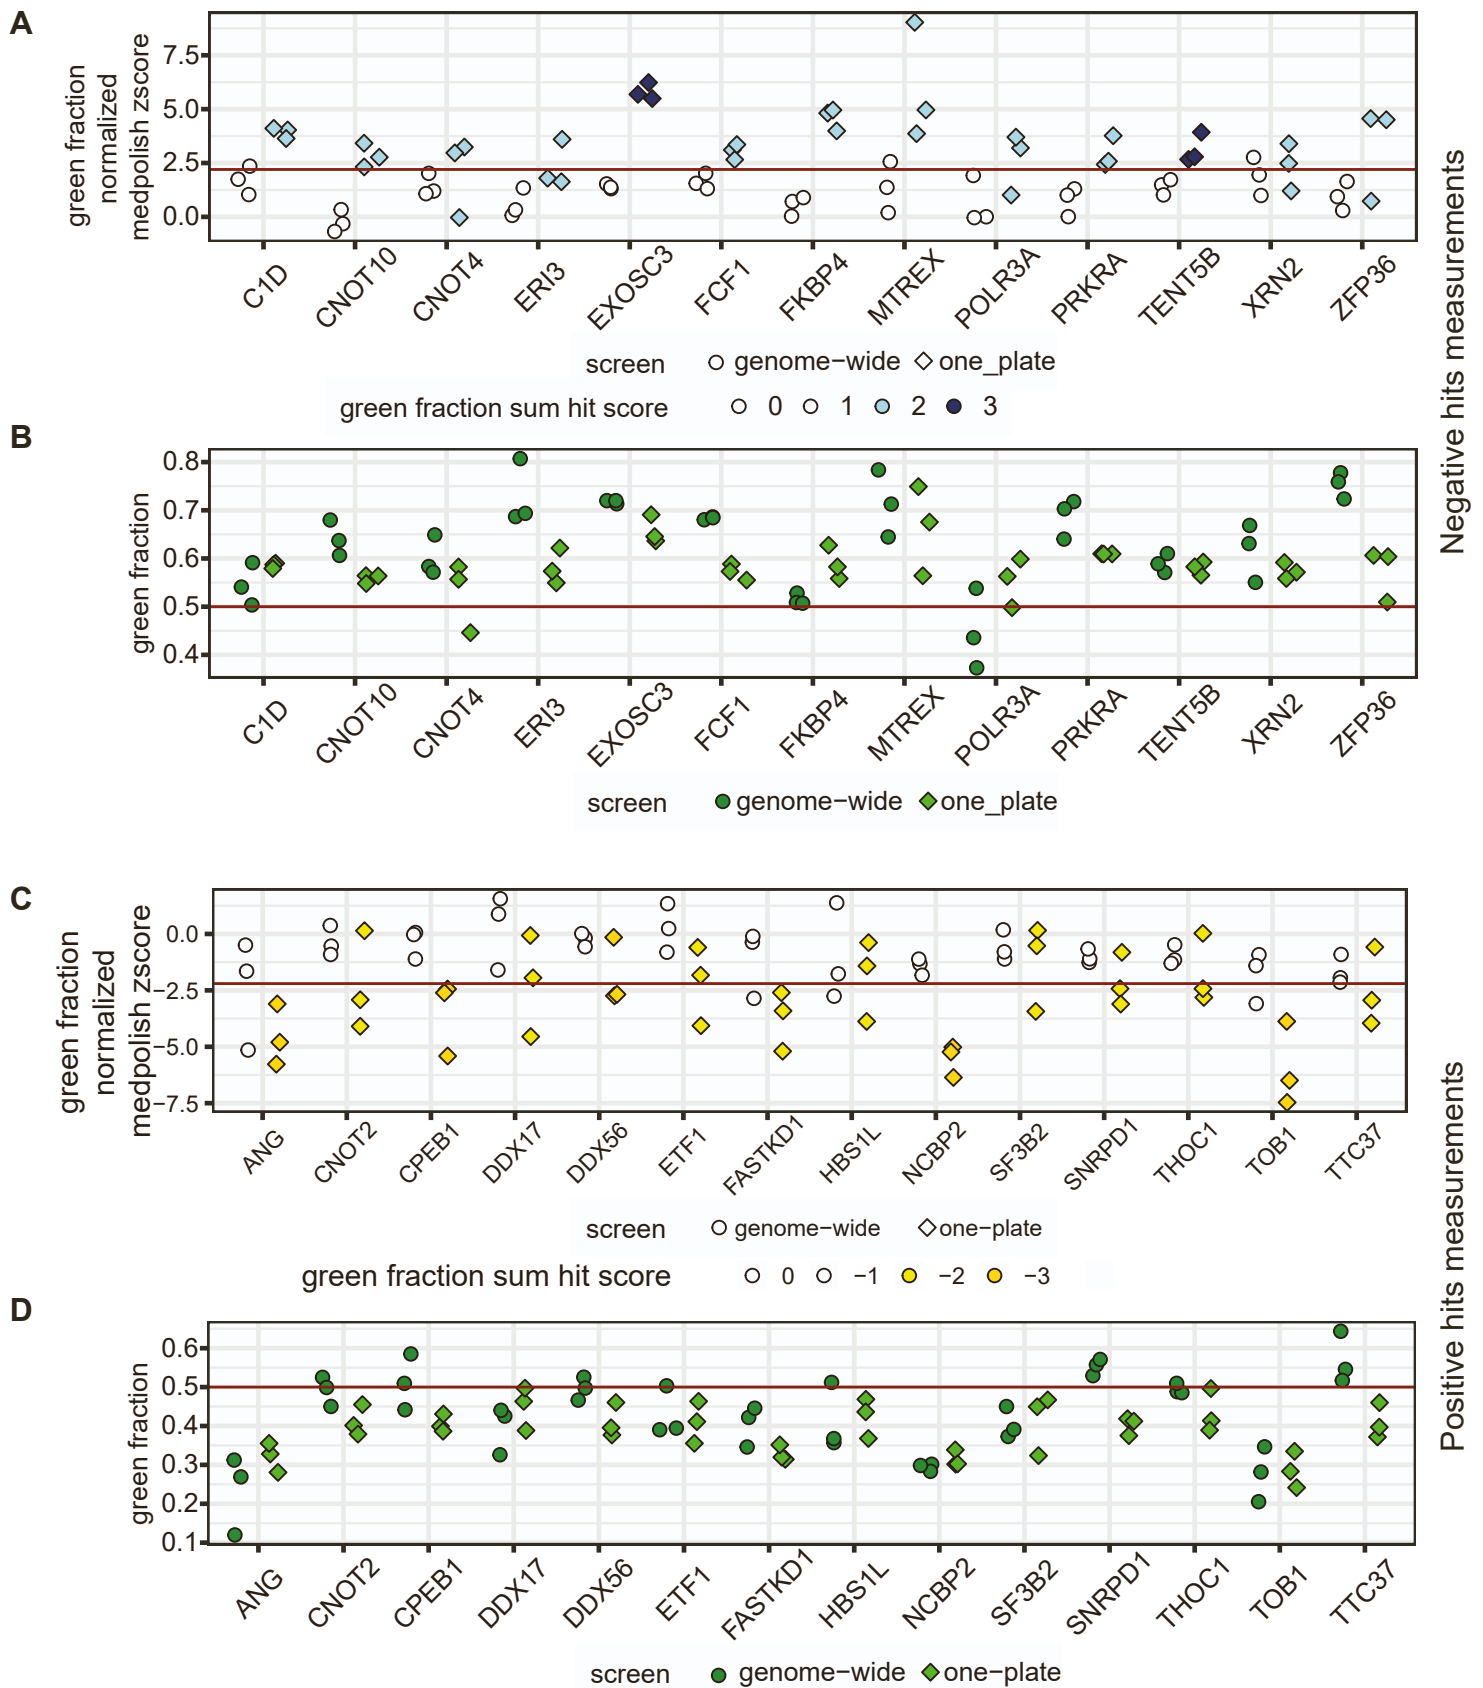 A
green fraction
normalized
medpolish zscore
7.5
5.0
2.5
0.0
C1D
CNOT10
CNOT4
ERI3
EXOSC3
FCF1
FKBP4
MTREX
POLR3A
PRKRA
TENT5B
XRN2
ZFP36
screen
genome−wide
one_plate
green fraction sum hit score
0
1
2
3
Negative hits measurements
B
green fraction
0.8
0.7
0.6
0.5
0.4
C1D
CNOT10
CNOT4
ERI3
EXOSC3
FCF1
FKBP4
MTREX
POLR3A
PRKRA
TENT5B
XRN2
ZFP36
screen
genome−wide
one_plate
C
green fraction
normalized
medpolish zscore
0.0
−2.5
−5.0
−7.5
ANG
CNOT2
CPEB1
DDX17
DDX56
ETF1
FASTKD1
HBS1L
NCBP2
SF3B2
SNRPD1
THOC1
TOB1
TTC37
screen
genome−wide
one−plate
green fraction sum hit score
0
−1
−2
−3
Positive hits measurements
D
green fraction
0.6
0.5
0.4
0.3
0.2
0.1
ANG
CNOT2
CPEB1
DDX17
DDX56
ETF1
FASTKD1
HBS1L
NCBP2
SF3B2
SNRPD1
THOC1
TOB1
TTC37
screen
genome−wide
one−plate